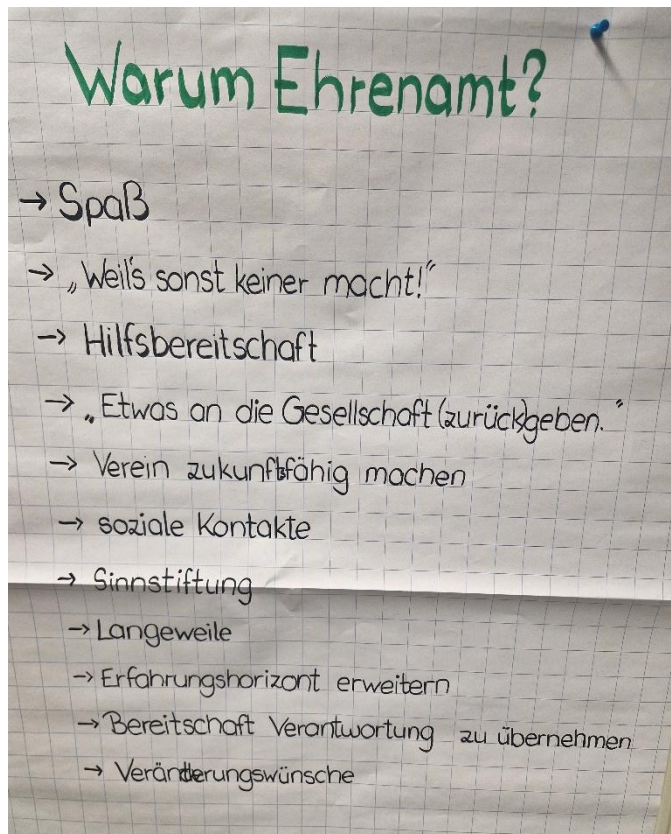 Warum Ehrenamt?
→ Spaß
→ „Weil's sonst keiner macht!“
→ Hilfsbereitschaft
→ „Etwas an die Gesellschaft (zurück)geben.“
→ Verein zukunftsfähig machen
→ soziale Kontakte
→ Sinnstiftung
→ Langeweile
→ Erfahrungshorizont erweitern
→ Bereitschaft Verantwortung zu übernehmen
→ Veränderungswünsche